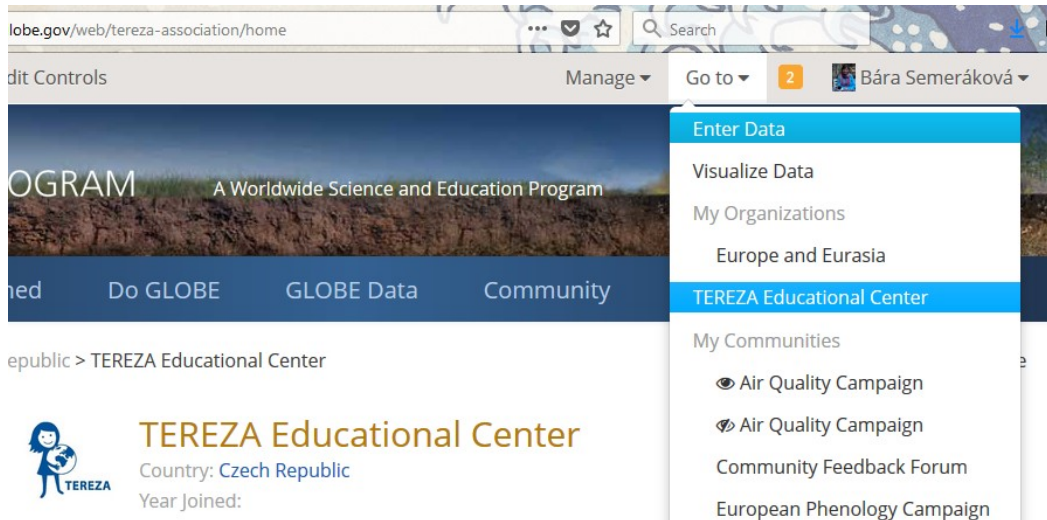 lobe.gov/web/tereza-association/home
Search
dit Controls
Manage
Go to
2
Bára Semeráková
OGRAM
A Worldwide Science and Education Program
Do GLOBE
GLOBE Data
Community
Enter Data
Visualize Data
My Organizations
Europe and Eurasia
TEREZA Educational Center
My Communities
Air Quality Campaign
Air Quality Campaign
Community Feedback Forum
European Phenology Campaign
epublic > TEREZA Educational Center
TEREZA
TEREZA Educational Center
Country: Czech Republic
Year Joined: